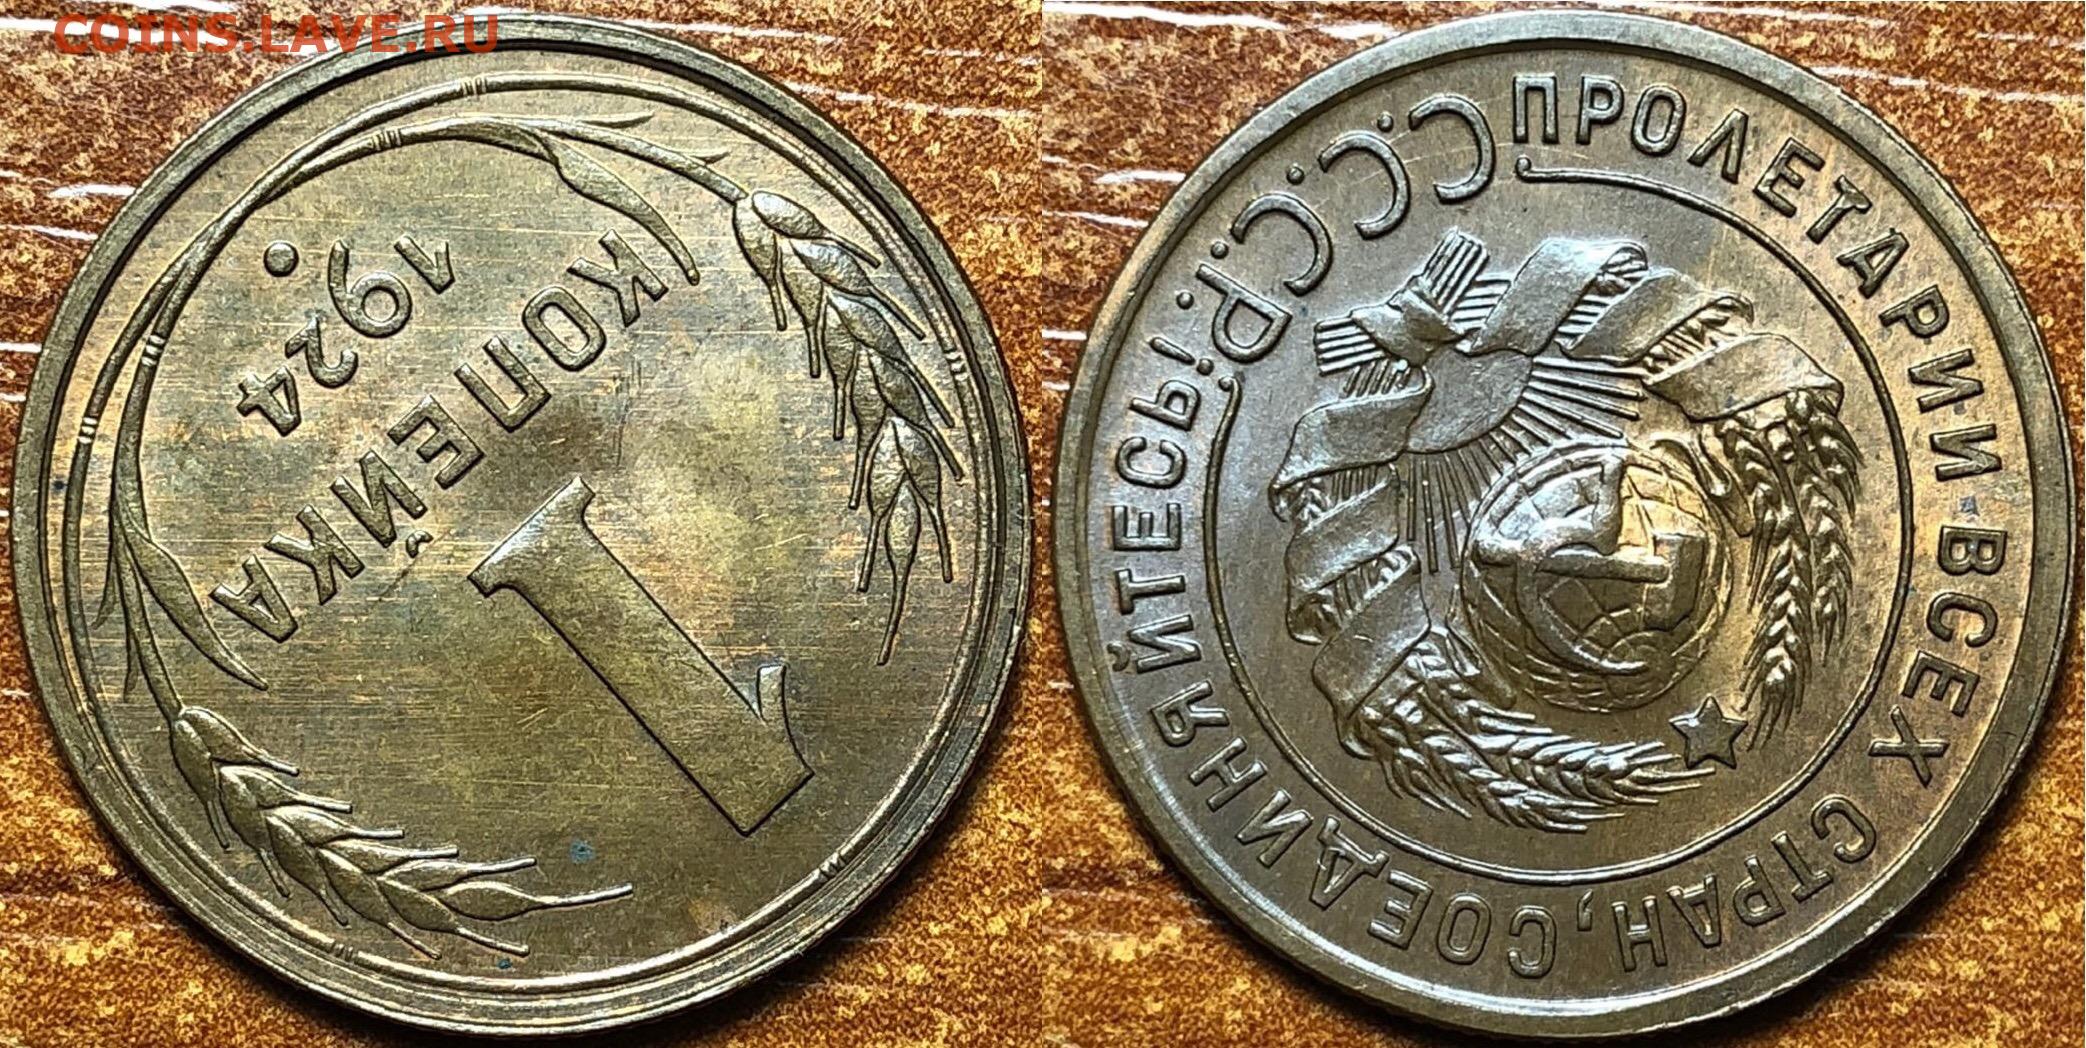 COINS.LAVE.RU
1
КОПЕЙКА
1924.
ПРОЛЕТАРИИ ВСЕХ СТРАН, СОЕДИНЯЙТЕСЬ!
С.С.С.Р.